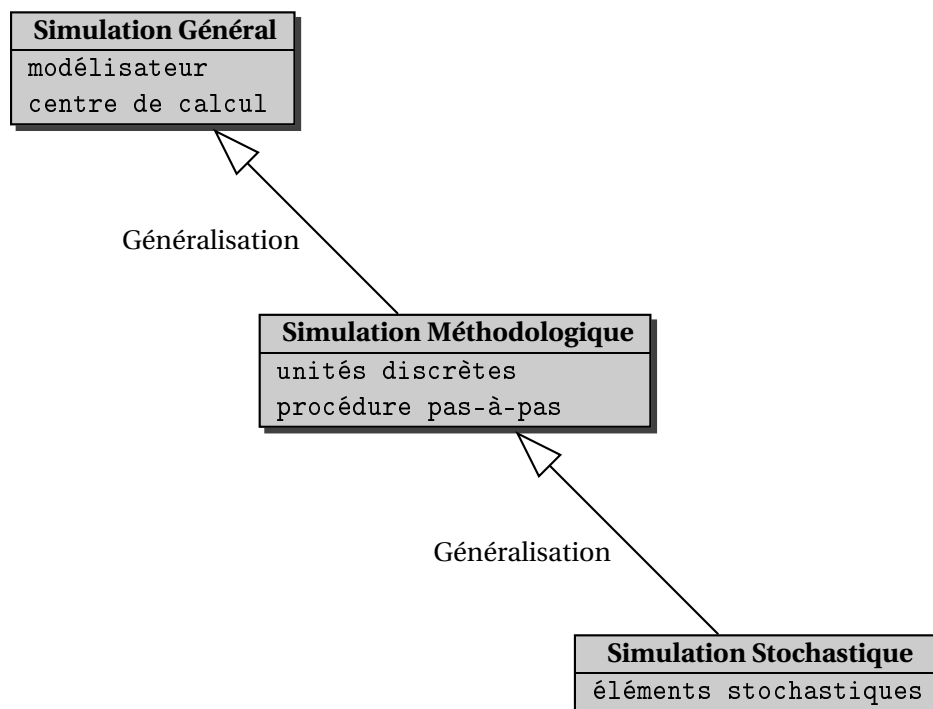 Simulation Général
modélisateur
centre de calcul
Généralisation
Simulation Méthodologique
unités discrètes
procédure pas-à-pas
Généralisation
Simulation Stochastique
éléments stochastiques